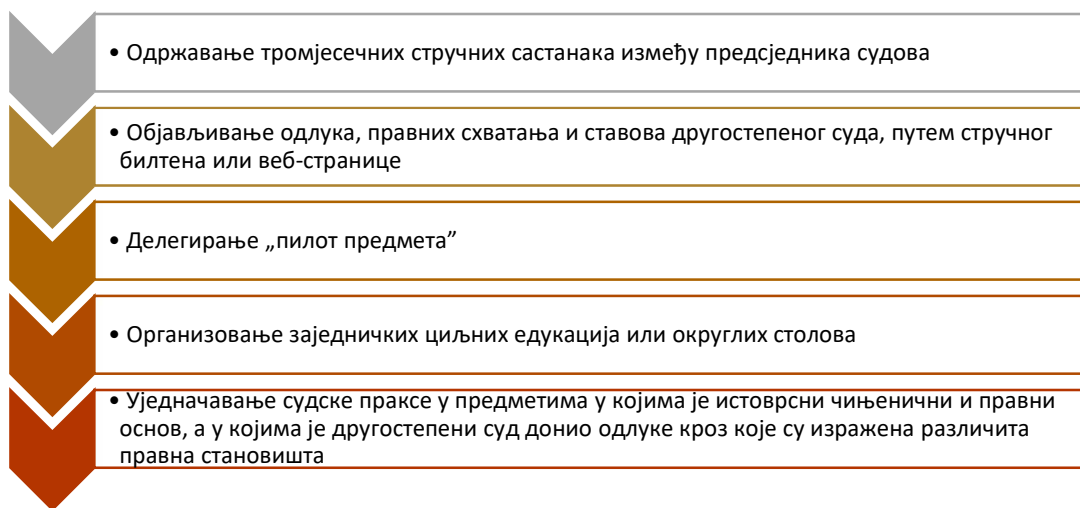 • Одржавање тромјесечних стручних састанака између предсједника судова
• Објављивање одлука, правних схватања и ставова другостепеног суда, путем стручног
билтена или веб-странице
• Делегирање „пилот предмета”
• Организовање заједничких циљних едукација или округлих столова
• Уједначавање судске праксе у предметима у којима је истоврсни чињенични и правни
основ, а у којима је другостепени суд донио одлуке кроз које су изражена различита
правна становишта